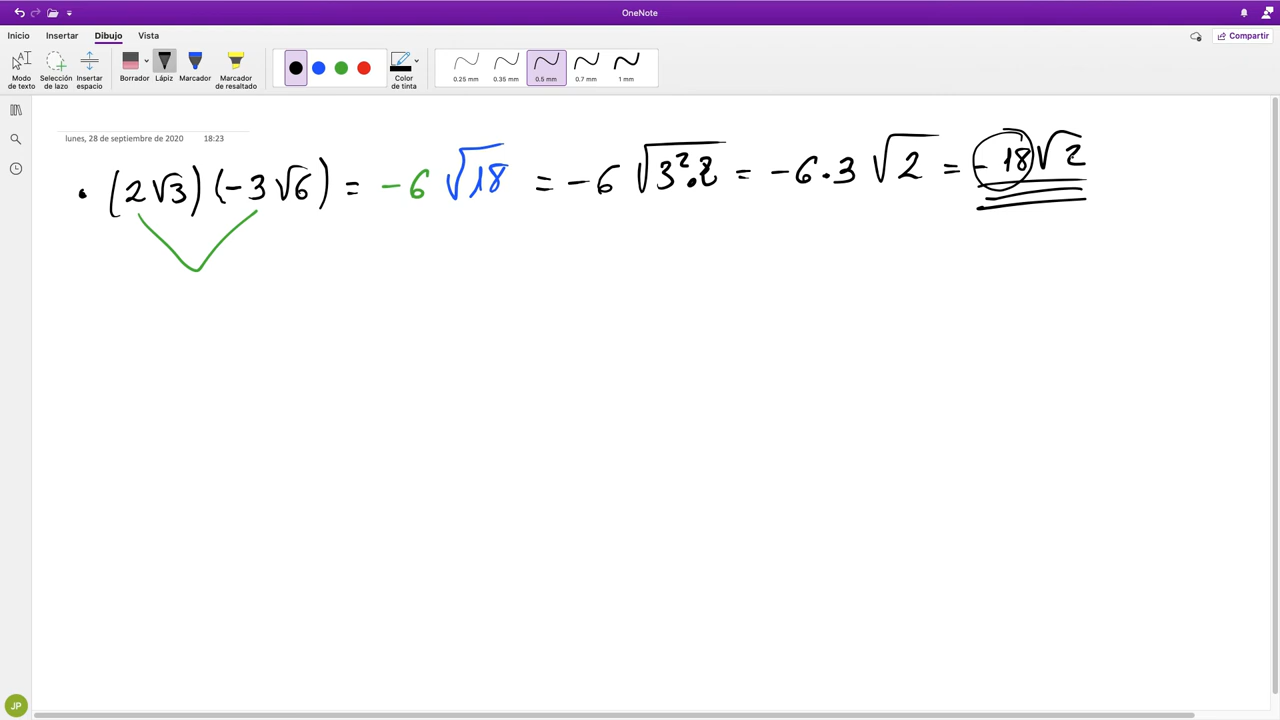 OneNote
Inicio Insertar Dibujo Vista Compartir
Modo de texto Selección de lazo Insertar espacio Borrador Lápiz Marcador Marcador de resaltado Color de tinta 0.25 mm 0.35 mm 0.5 mm 0.7 mm 1 mm
lunes, 28 de septiembre de 2020 18:23
• (2√3)(-3√6) = -6 √18 = -6 √3²·2 = -6·3 √2 = -18√2
JP